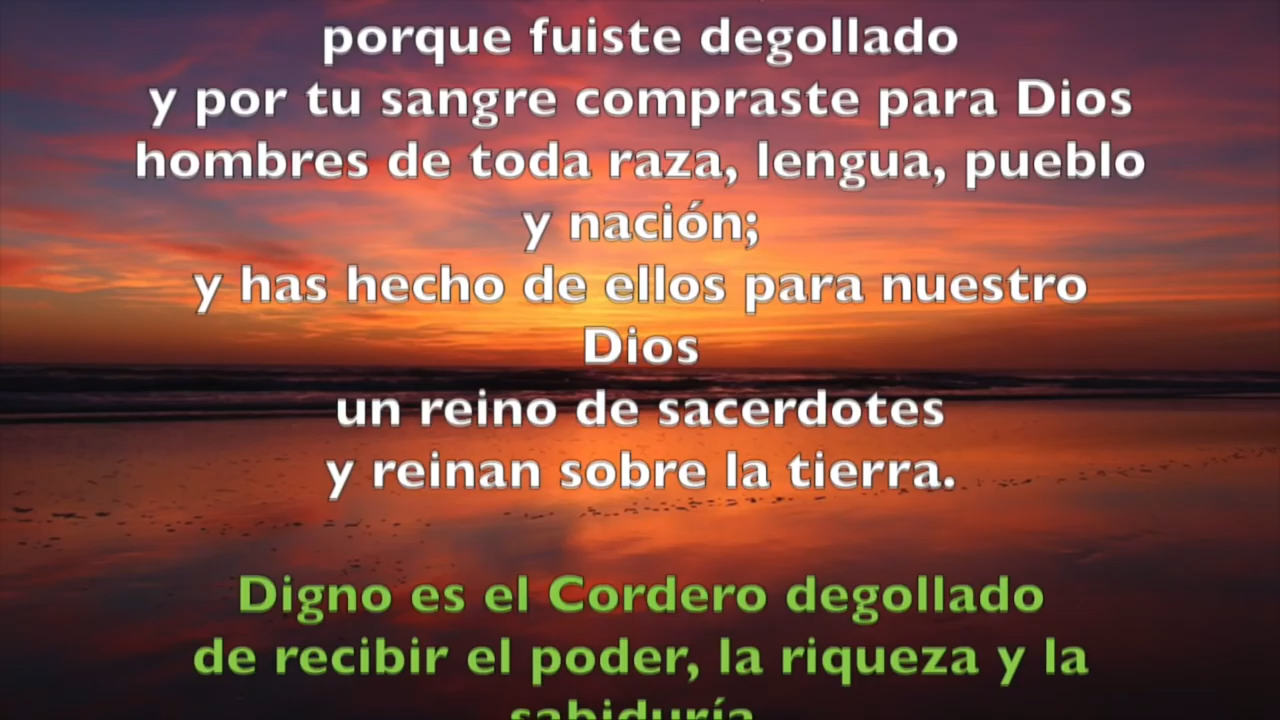 porque fuiste degollado
y por tu sangre compraste para Dios
hombres de toda raza, lengua, pueblo
y nación;
y has hecho de ellos para nuestro
Dios
un reino de sacerdotes
y reinan sobre la tierra.
Digno es el Cordero degollado
de recibir el poder, la riqueza y la
sabiduría